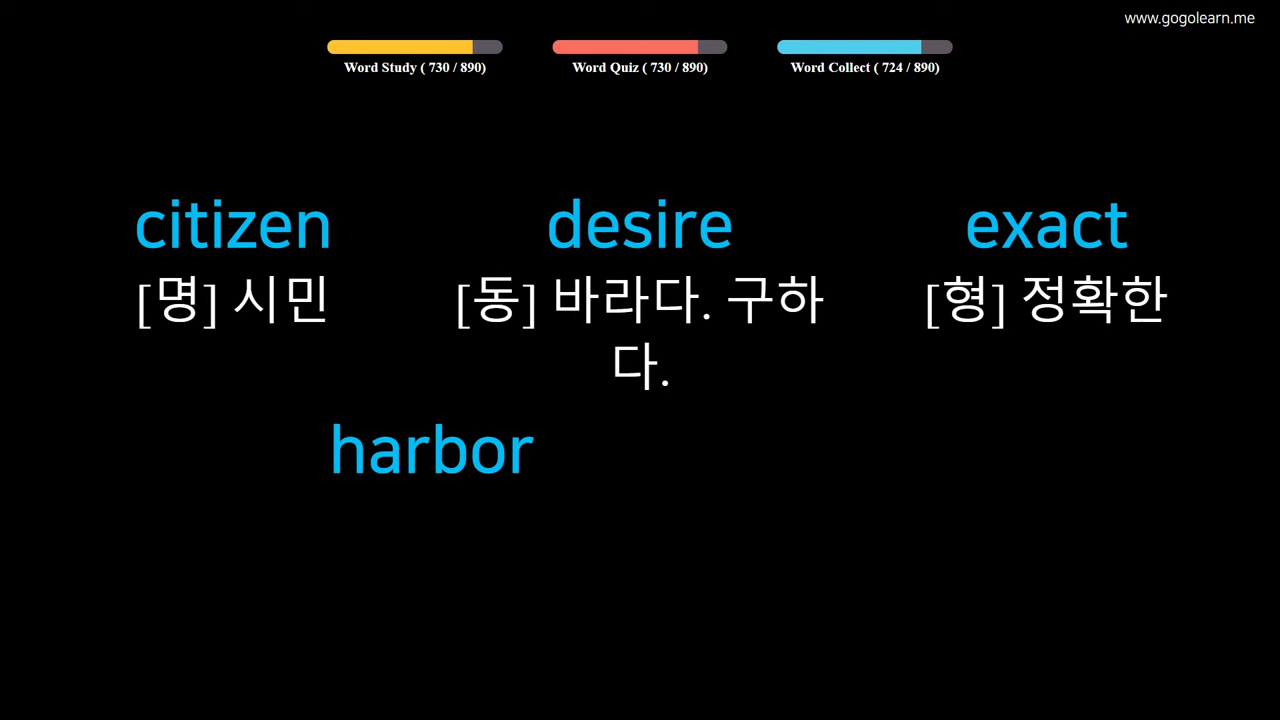 www.gogolearn.me
Word Study ( 730 / 890)
Word Quiz ( 730 / 890)
Word Collect ( 724 / 890)
citizen
[명] 시민
desire
[동] 바라다. 구하
다.
exact
[형] 정확한
harbor